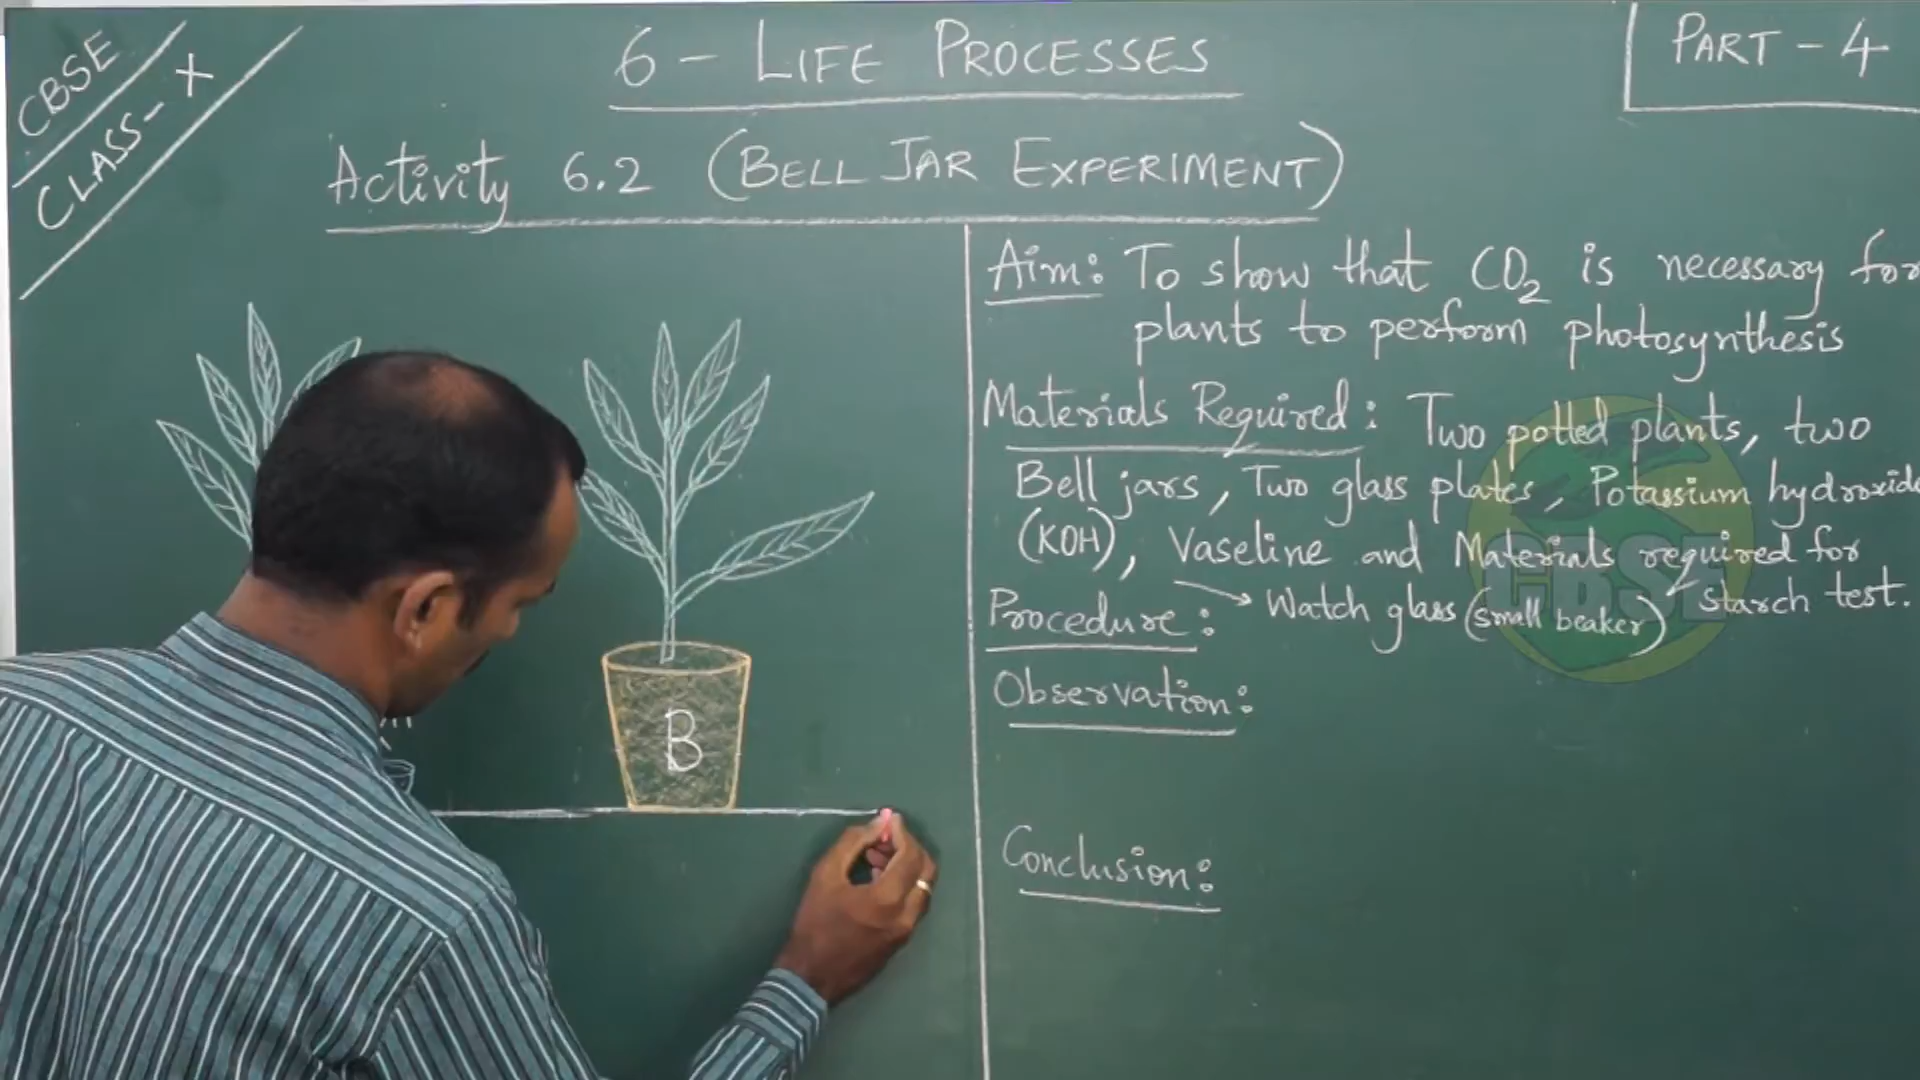 CBSE
CLASS-X
6 - LIFE PROCESSES
PART - 4
Activity 6.2 (BELL JAR EXPERIMENT)
Aim: To show that CO2 is necessary for
plants to perform photosynthesis
Materials Required: Two potted plants, two
Bell jars, Two glass plates, Potassium hydroxide
(KOH), Vaseline and Materials required for
starch test.
Watch glass (small beaker)
Procedure:
Observation:
Conclusion:
B
CBSE